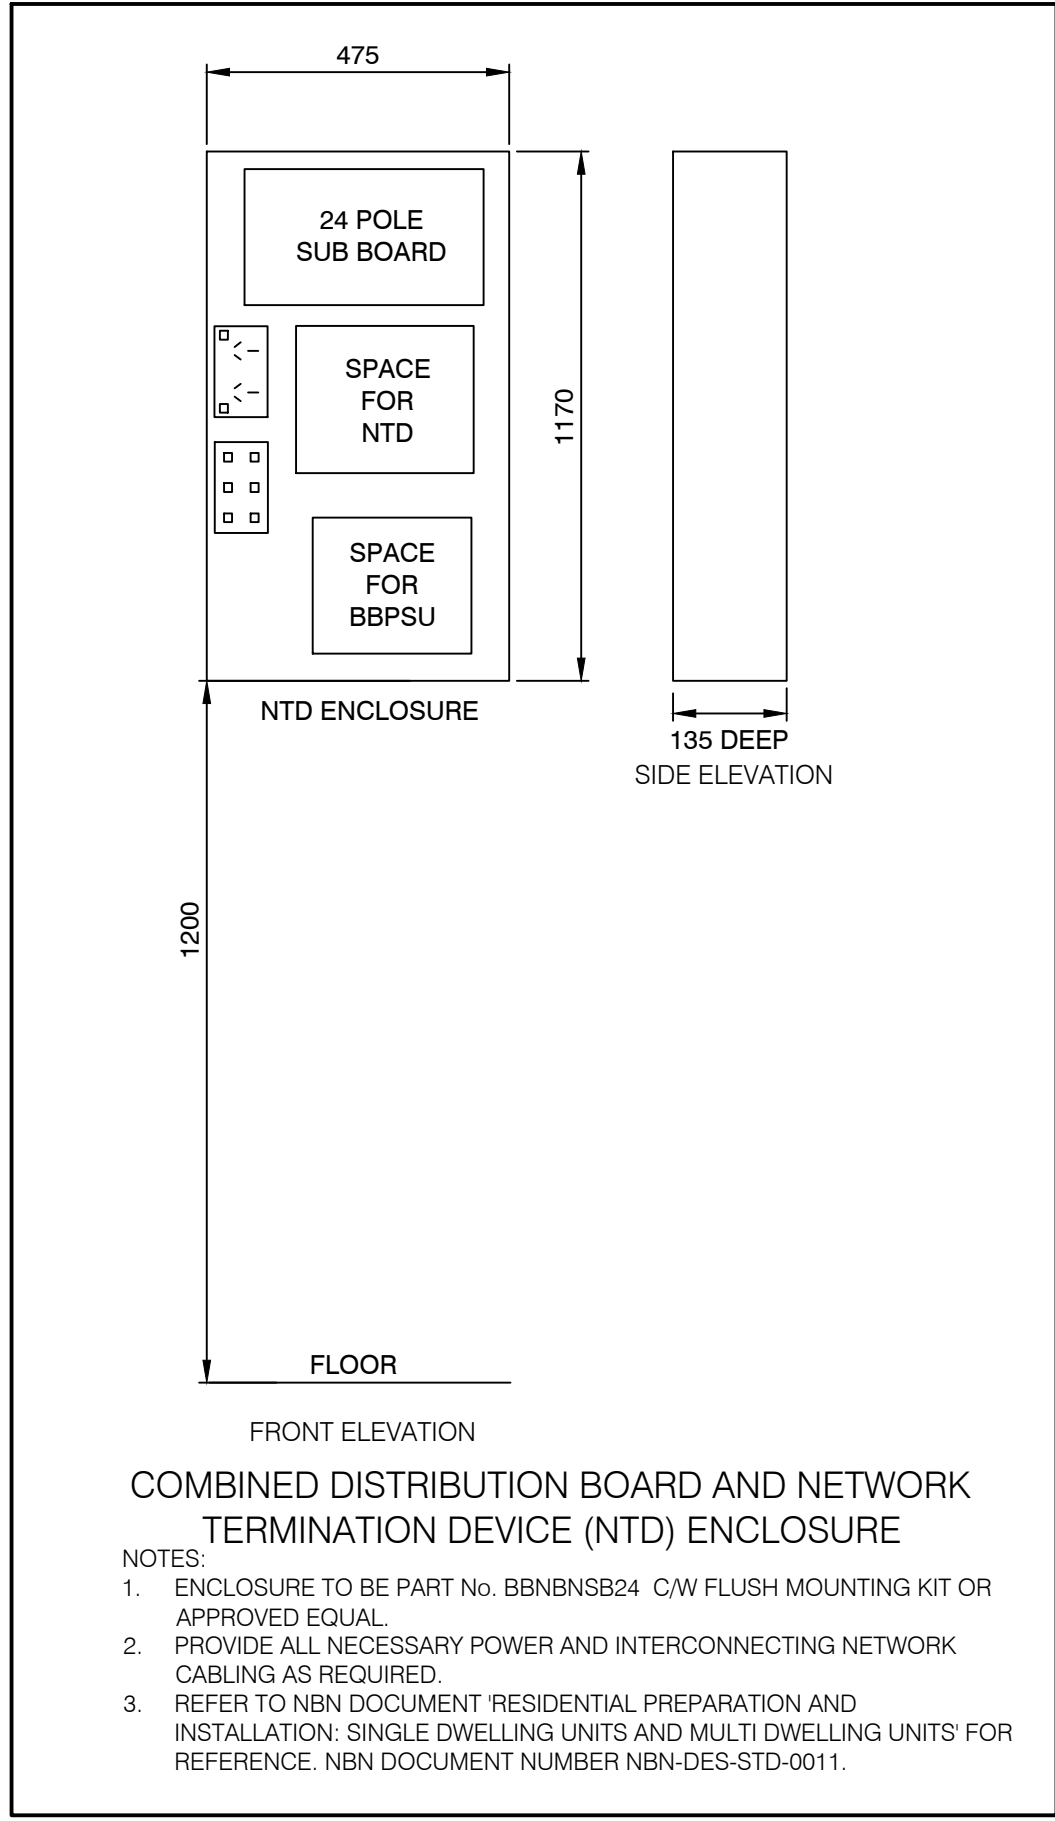 475
24 POLE
SUB BOARD
SPACE
FOR
NTD
1170
SPACE
FOR
BBPSU
NTD ENCLOSURE
135 DEEP
SIDE ELEVATION
1200
FLOOR
FRONT ELEVATION
COMBINED DISTRIBUTION BOARD AND NETWORK
TERMINATION DEVICE (NTD) ENCLOSURE
NOTES:
1. ENCLOSURE TO BE PART No. BBNBNSB24 C/W FLUSH MOUNTING KIT OR
APPROVED EQUAL.
2. PROVIDE ALL NECESSARY POWER AND INTERCONNECTING NETWORK
CABLING AS REQUIRED.
3. REFER TO NBN DOCUMENT 'RESIDENTIAL PREPARATION AND
INSTALLATION: SINGLE DWELLING UNITS AND MULTI DWELLING UNITS' FOR
REFERENCE. NBN DOCUMENT NUMBER NBN-DES-STD-0011.